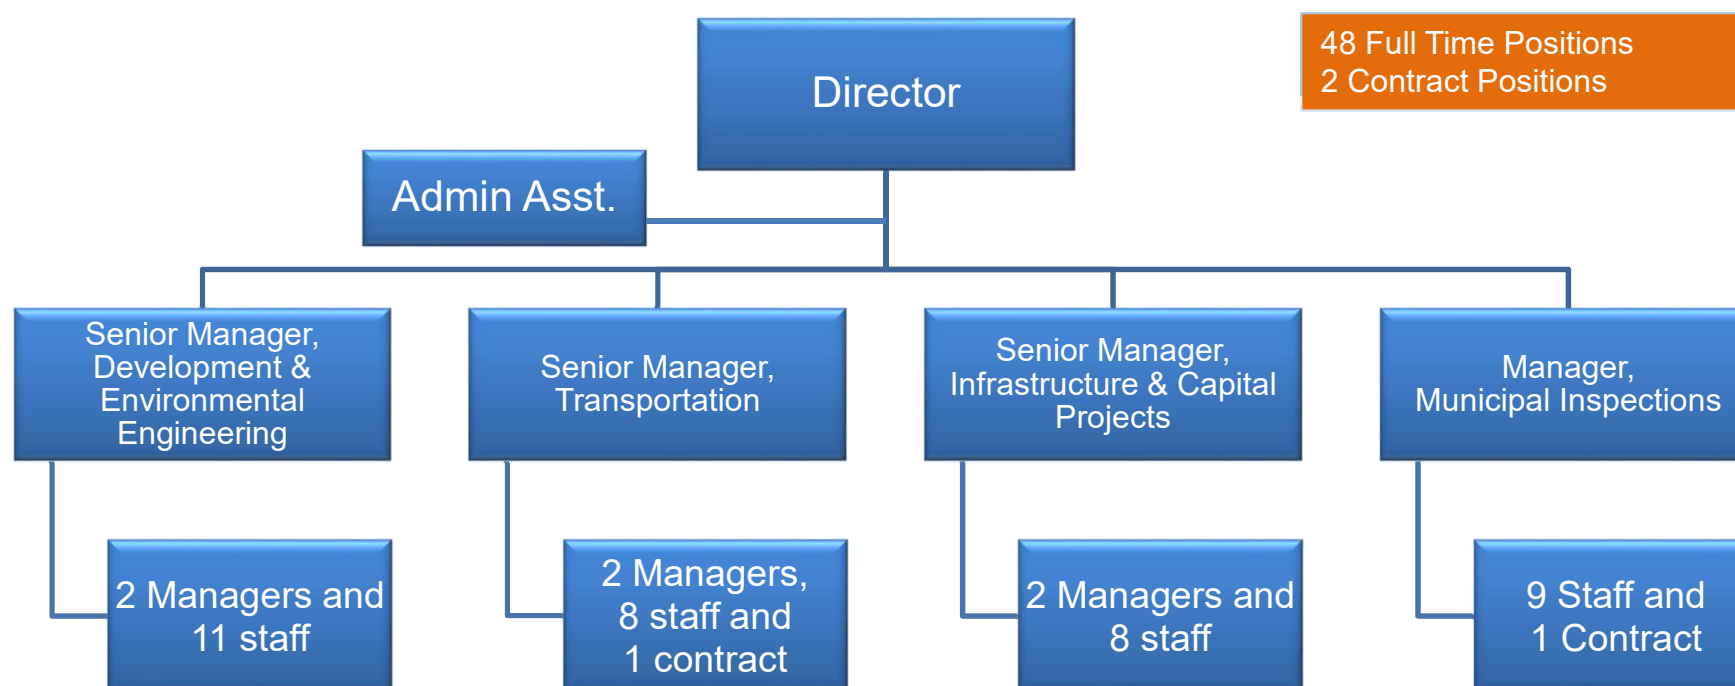 Director
48 Full Time Positions
2 Contract Positions
Admin Asst.
Senior Manager,
Development &
Environmental
Engineering
Senior Manager,
Transportation
Senior Manager,
Infrastructure & Capital
Projects
Manager,
Municipal Inspections
2 Managers and
11 staff
2 Managers,
8 staff and
1 contract
2 Managers and
8 staff
9 Staff and
1 Contract